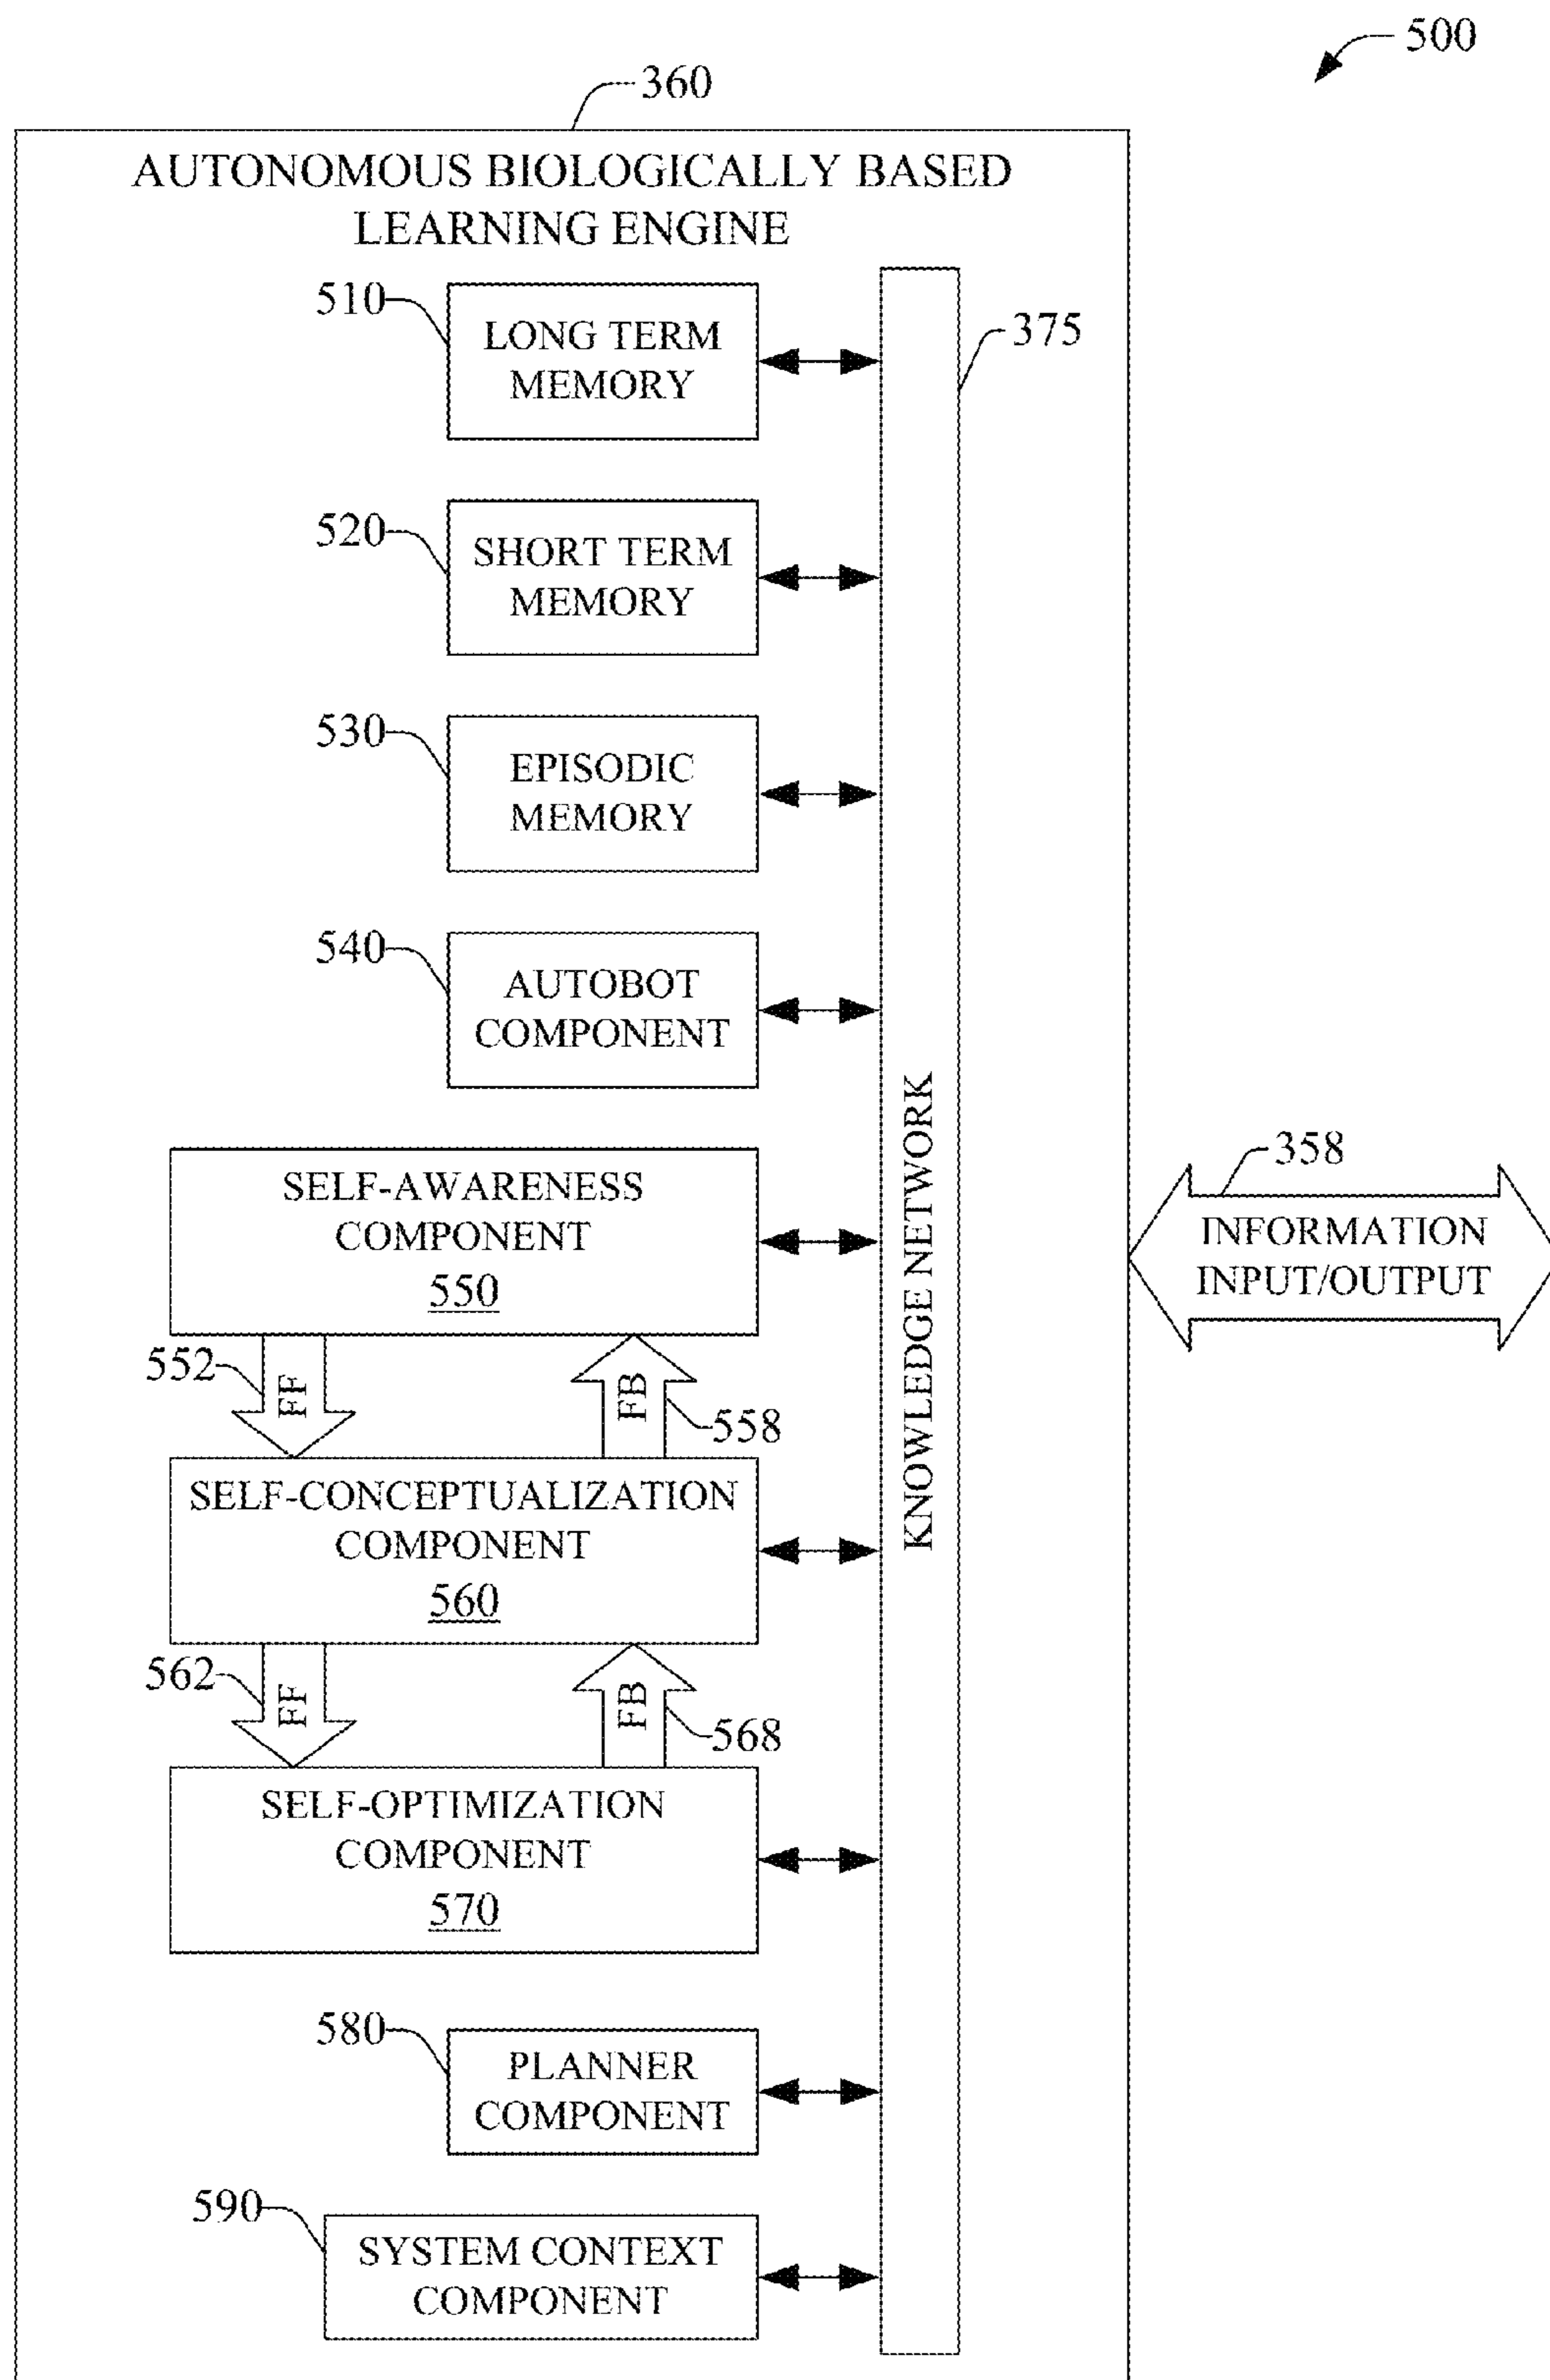 500
360
AUTONOMOUS BIOLOGICALLY BASED
LEARNING ENGINE
510
LONG TERM
MEMORY
375
520
SHORT TERM
MEMORY
530
EPISODIC
MEMORY
540
AUTOBOT
COMPONENT
KNOWLEDGE NETWORK
358
INFORMATION
INPUT/OUTPUT
SELF-AWARENESS
COMPONENT
550
552
FF
FB
558
SELF-CONCEPTUALIZATION
COMPONENT
560
562
FF
FB
568
SELF-OPTIMIZATION
COMPONENT
570
580
PLANNER
COMPONENT
590
SYSTEM CONTEXT
COMPONENT